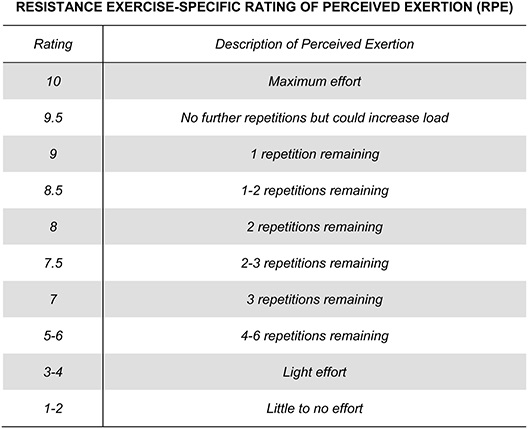 RESISTANCE EXERCISE-SPECIFIC RATING OF PERCEIVED EXERTION (RPE)
Rating Description of Perceived Exertion
10 Maximum effort
9.5 No further repetitions but could increase load
9 1 repetition remaining
8.5 1-2 repetitions remaining
8 2 repetitions remaining
7.5 2-3 repetitions remaining
7 3 repetitions remaining
5-6 4-6 repetitions remaining
3-4 Light effort
1-2 Little to no effort